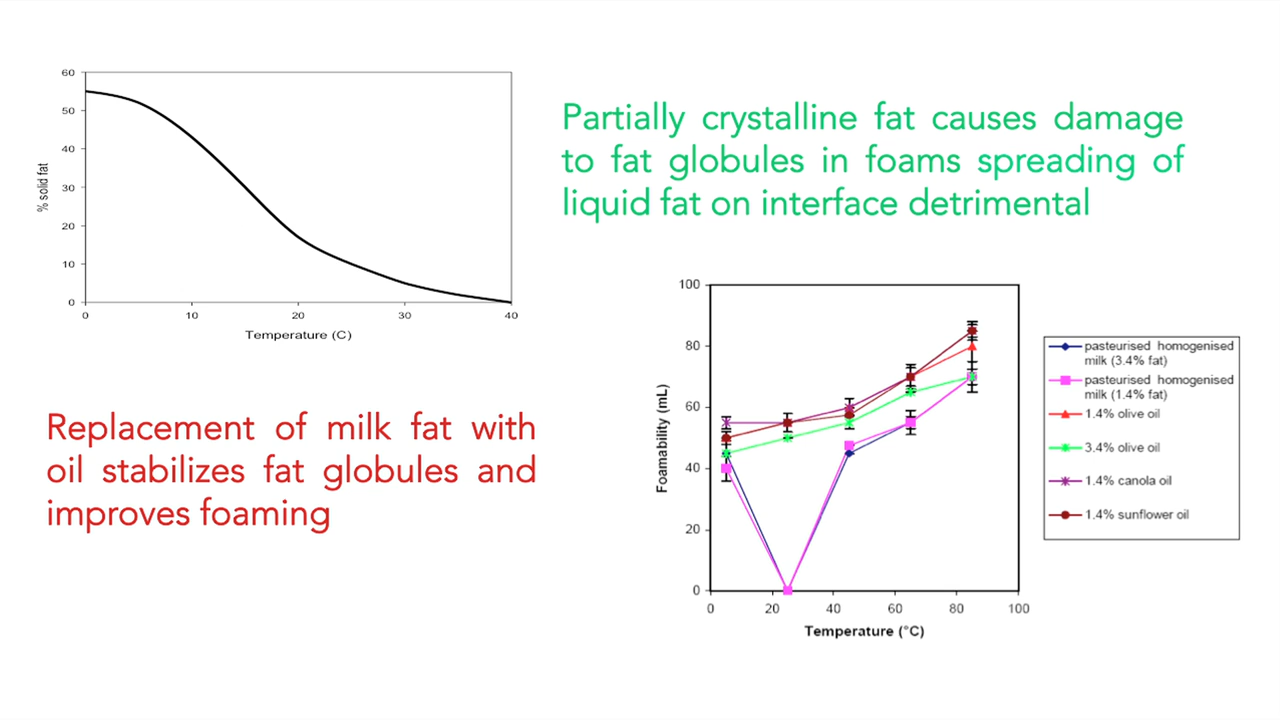 60
50
40
30
20
10
0
% solid fat
0 10 20 30 40
Temperature (C)
Partially crystalline fat causes damage
to fat globules in foams spreading of
liquid fat on interface detrimental
Replacement of milk fat with
oil stabilizes fat globules and
improves foaming
100
80
60
40
20
0
Foamability (mL)
0 20 40 60 80 100
Temperature (°C)
pasteurised homogenised
milk (3.4% fat)
pasteurised homogenised
milk (1.4% fat)
1.4% olive oil
3.4% olive oil
1.4% canola oil
1.4% sunflower oil